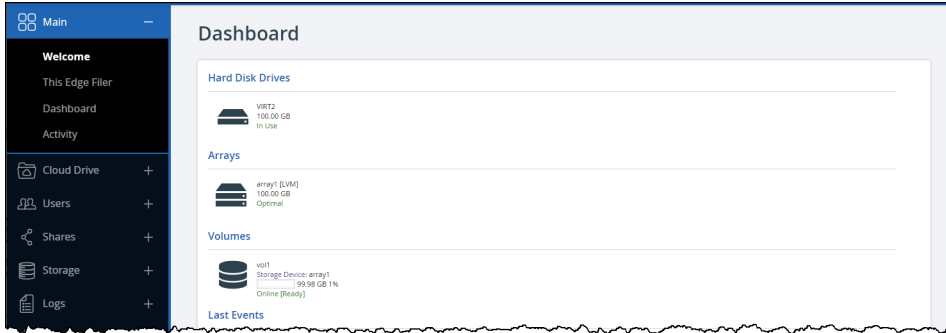 Main
Welcome
This Edge Filer
Dashboard
Activity
Cloud Drive
Users
Shares
Storage
Logs
Dashboard
Hard Disk Drives
VIRT2
100.00 GB
In Use
Arrays
array1 [LVM]
100.00 GB
Optimal
Volumes
vol1
Storage Device: array1
99.98 GB 1%
Online [Ready]
Last Events